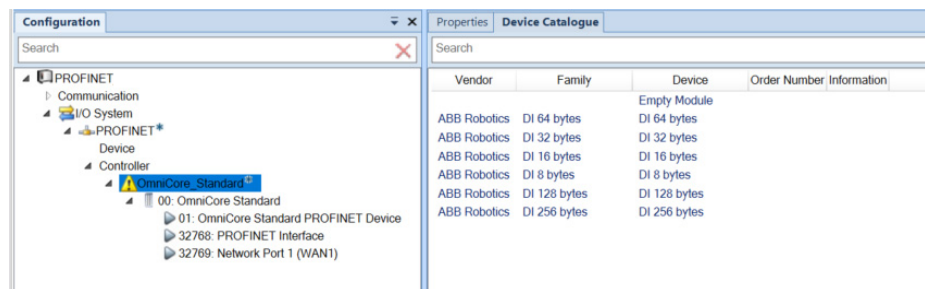 Configuration
Search
PROFINET
Communication
I/O System
PROFINET*
Device
Controller
OmniCore_Standard
00: OmniCore Standard
01: OmniCore Standard PROFINET Device
32768: PROFINET Interface
32769: Network Port 1 (WAN1)
Properties Device Catalogue
Search
Vendor Family Device Order Number Information
Empty Module
ABB Robotics DI 64 bytes DI 64 bytes
ABB Robotics DI 32 bytes DI 32 bytes
ABB Robotics DI 16 bytes DI 16 bytes
ABB Robotics DI 8 bytes DI 8 bytes
ABB Robotics DI 128 bytes DI 128 bytes
ABB Robotics DI 256 bytes DI 256 bytes